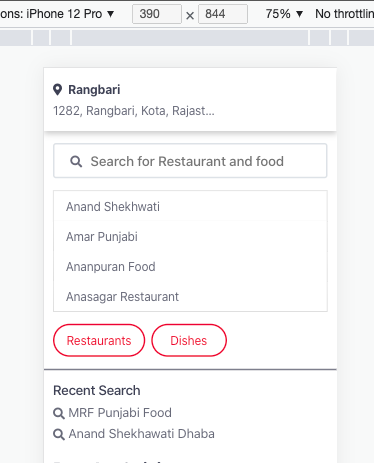 ons: iPhone 12 Pro ▼ 390 × 844 75% ▼ No throttlin
Rangbari
1282, Rangbari, Kota, Rajast...
Search for Restaurant and food
Anand Shekhwati
Amar Punjabi
Ananpuran Food
Anasagar Restaurant
Restaurants Dishes
Recent Search
MRF Punjabi Food
Anand Shekhawati Dhaba